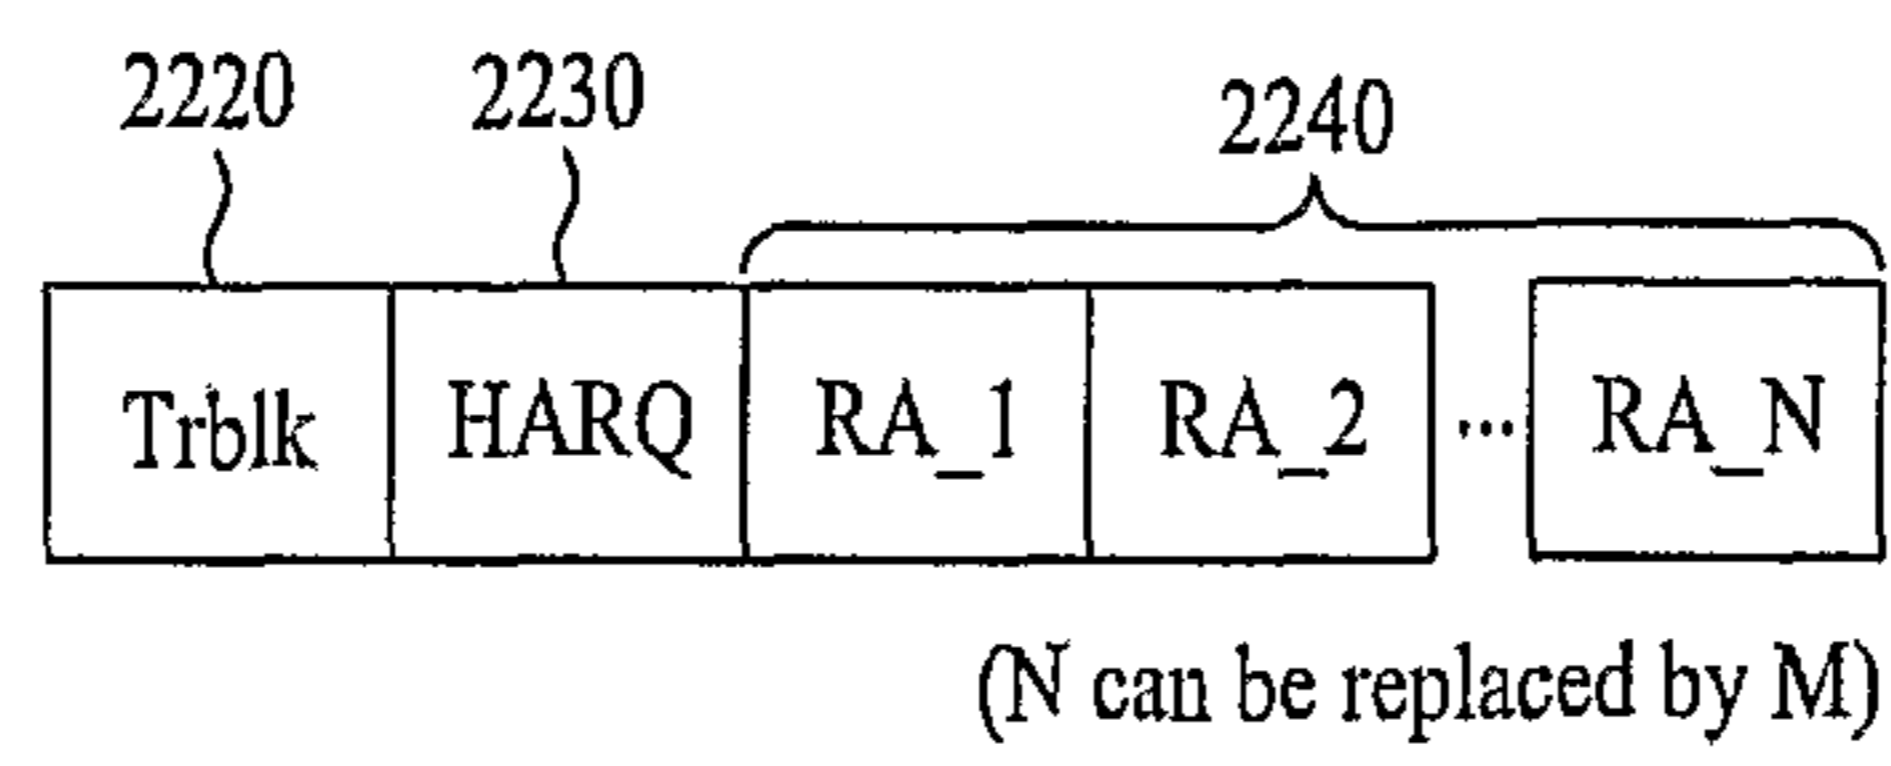 2220 2230 2240
Trblk HARQ RA_1 RA_2 ... RA_N
(N can be replaced by M)